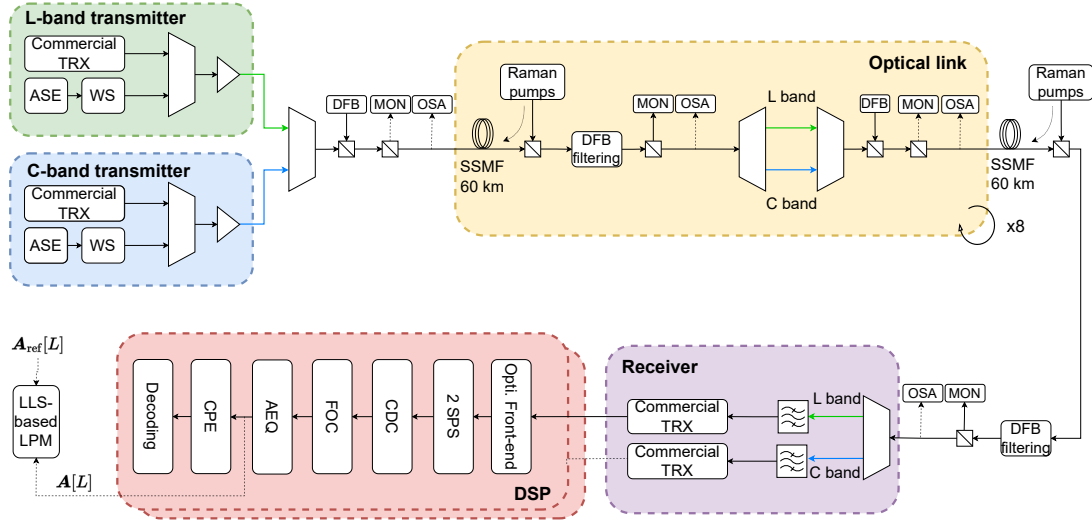 L-band transmitter
Commercial
TRX
ASE
WS
C-band transmitter
Commercial
TRX
ASE
WS
DFB
MON
OSA
Optical link
Raman
pumps
SSMF
60 km
DFB
filtering
MON
OSA
L band
C band
DFB
MON
OSA
x8
SSMF
60 km
Raman
pumps
A_ref[L]
LLS-
based
LPM
A[L]
Decoding
CPE
AEQ
FOC
CDC
2 SPS
Opti. Front-end
DSP
Receiver
Commercial
TRX
Commercial
TRX
L band
C band
OSA
MON
DFB
filtering